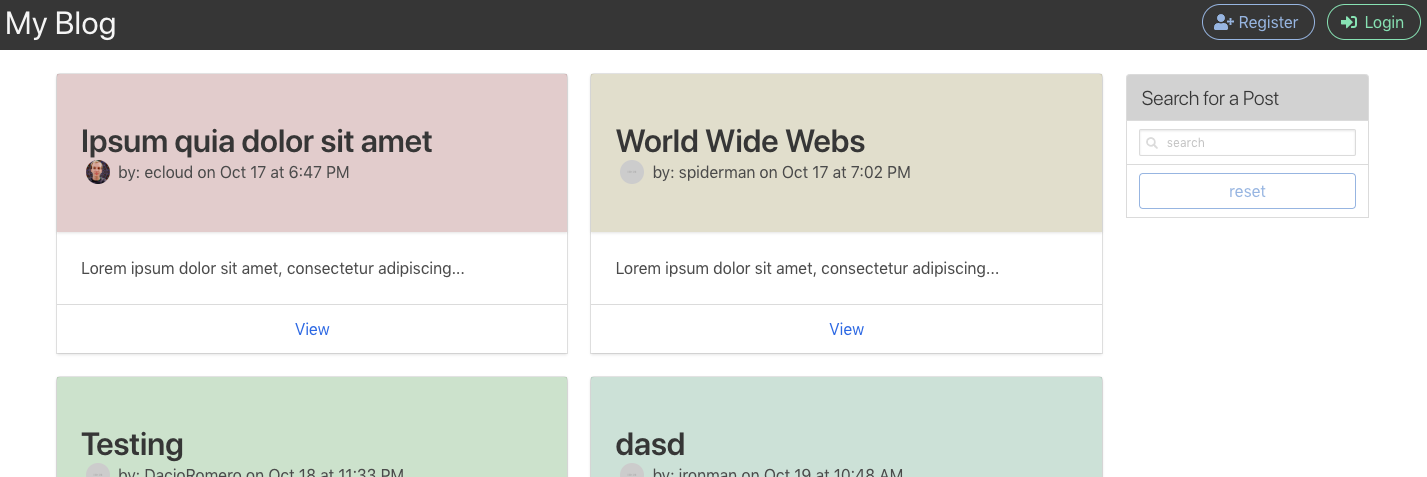 My Blog
Register
Login
Ipsum quia dolor sit amet
by: ecloud on Oct 17 at 6:47 PM
Lorem ipsum dolor sit amet, consectetur adipiscing...
View
World Wide Webs
by: spiderman on Oct 17 at 7:02 PM
Lorem ipsum dolor sit amet, consectetur adipiscing...
View
Search for a Post
search
reset
Testing
by: DacioRomero on Oct 18 at 11:33 PM
dasd
by: ironman on Oct 19 at 10:48 AM